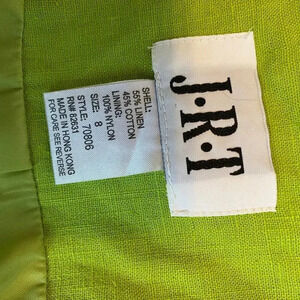 J·R·T
SHELL:
55% LINEN
45% COTTON
LINING:
100% NYLON
SIZE: 8
STYLE: 70806
RN# 82631
MADE IN HONG KONG
FOR CARE SEE REVERSE